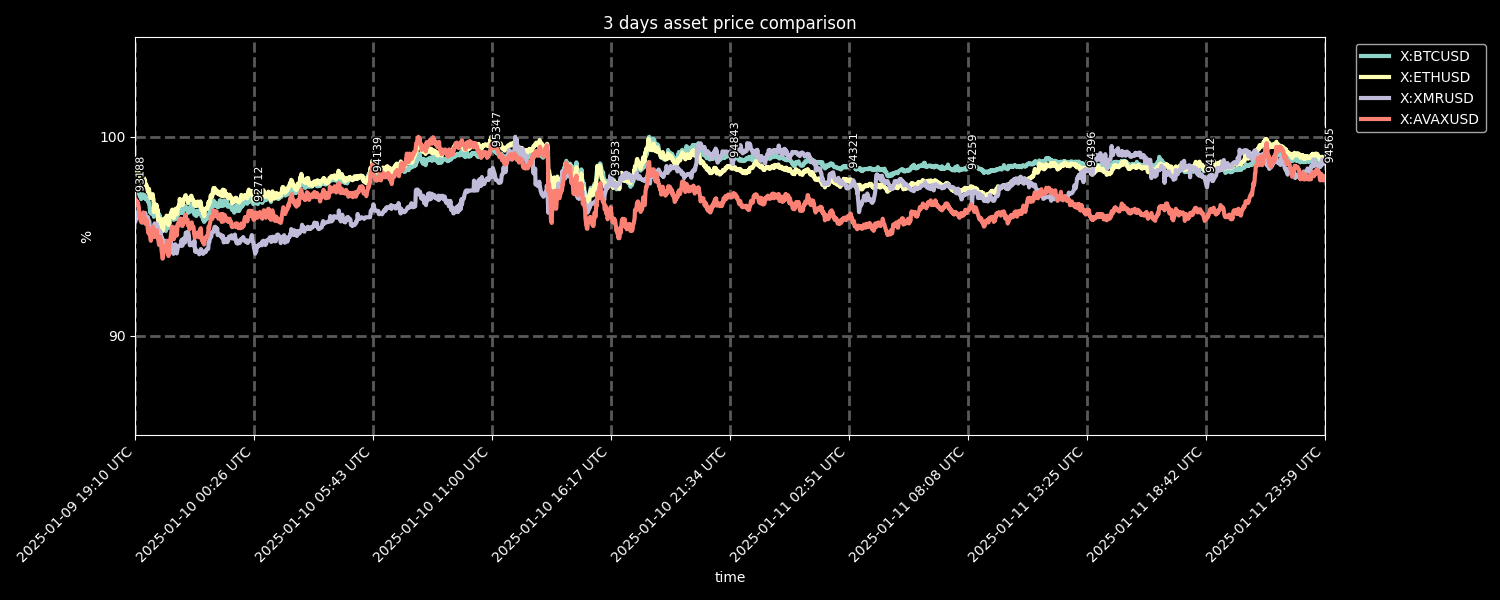 3 days asset price comparison
X:BTCUSD
X:ETHUSD
X:XMRUSD
X:AVAXUSD
100
90
%
92712
94139
95347
93953
94843
94321
94259
94396
94112
94565
2025-01-09 19:10 UTC
2025-01-10 00:26 UTC
2025-01-10 05:43 UTC
2025-01-10 11:00 UTC
2025-01-10 16:17 UTC
2025-01-10 21:34 UTC
2025-01-11 02:51 UTC
2025-01-11 08:08 UTC
2025-01-11 13:25 UTC
2025-01-11 18:42 UTC
2025-01-11 23:59 UTC
time